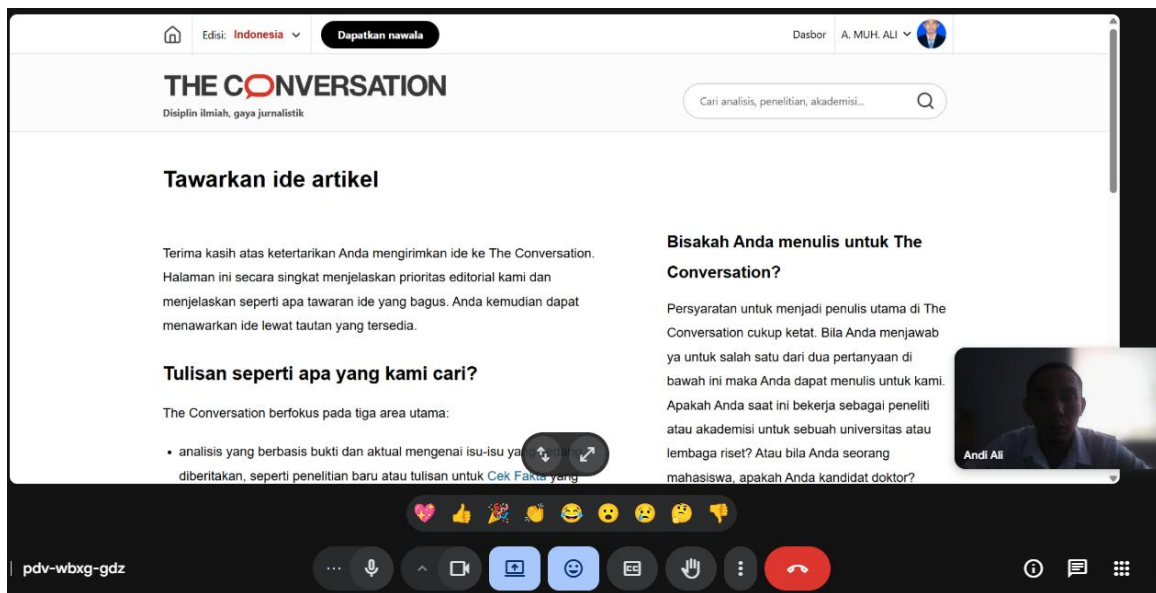 Edisi: Indonesia
Dapatkan nawala
Dasbor
A. MUH. ALI
THE CONVERSATION
Disiplin ilmiah, gaya jurnalistik
Cari analisis, penelitian, akademisi...
Tawarkan ide artikel
Terima kasih atas ketertarikan Anda mengirimkan ide ke The Conversation.
Halaman ini secara singkat menjelaskan prioritas editorial kami dan
menjelaskan seperti apa tawaran ide yang bagus. Anda kemudian dapat
menawarkan ide lewat tautan yang tersedia.
Tulisan seperti apa yang kami cari?
The Conversation berfokus pada tiga area utama:
• analisis yang berbasis bukti dan aktual mengenai isu-isu yang
diberitakan, seperti penelitian baru atau tulisan untuk Cek Fakta yang
Bisakah Anda menulis untuk The
Conversation?
Persyaratan untuk menjadi penulis utama di The
Conversation cukup ketat. Bila Anda menjawab
ya untuk salah satu dari dua pertanyaan di
bawah ini maka Anda dapat menulis untuk kami.
Apakah Anda saat ini bekerja sebagai peneliti
atau akademisi untuk sebuah universitas atau
lembaga riset? Atau bila Anda seorang
mahasiswa, apakah Anda kandidat doktor?
Andi Ali
pdv-wbxg-gdz
CC